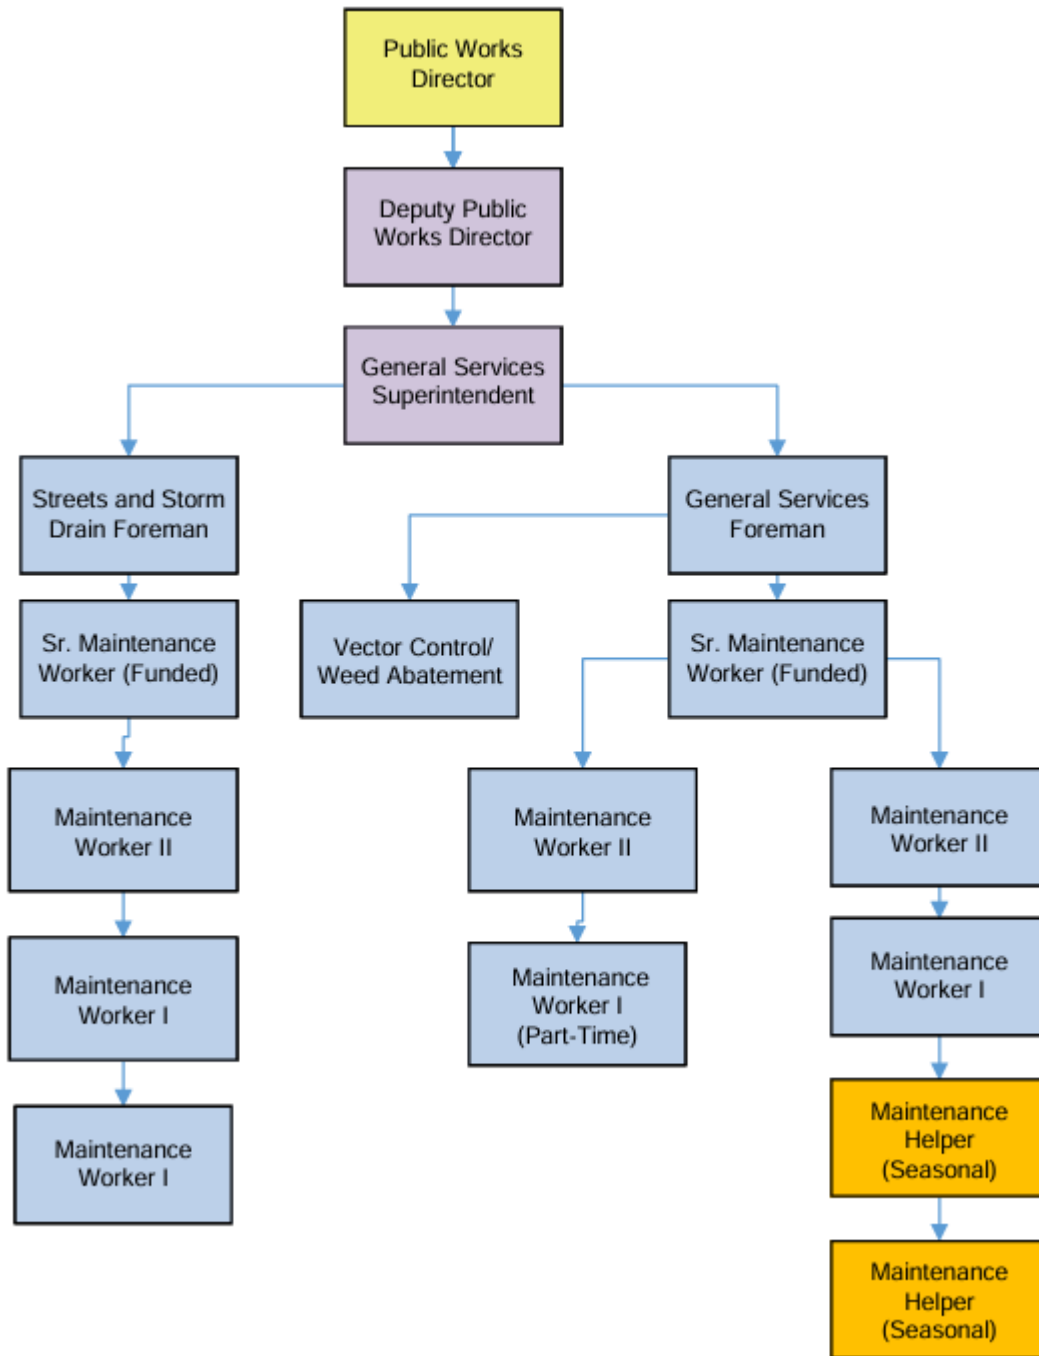 Public Works
Director
Deputy Public
Works Director
General Services
Superintendent
Streets and Storm
Drain Foreman
General Services
Foreman
Sr. Maintenance
Worker (Funded)
Vector Control/
Weed Abatement
Sr. Maintenance
Worker (Funded)
Maintenance
Worker II
Maintenance
Worker II
Maintenance
Worker II
Maintenance
Worker I
Maintenance
Worker I
(Part-Time)
Maintenance
Worker I
Maintenance
Worker I
Maintenance
Helper
(Seasonal)
Maintenance
Helper
(Seasonal)